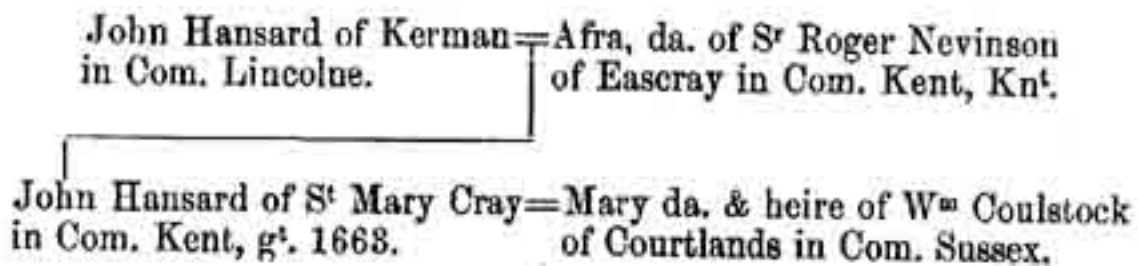 John Hansard of Kerman=Afra, da. of Sʳ Roger Nevinson
in Com. Lincolne. of Eascray in Com. Kent, Knᵗ.
John Hansard of Sᵗ Mary Cray=Mary da. & heire of Wᵐ Coulstock
in Com. Kent, gᵗ. 1663. of Courtlands in Com. Sussex.